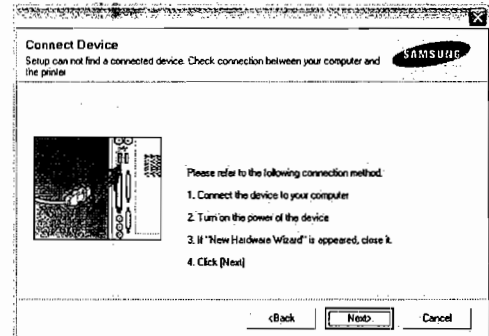 Connect Device
Setup can not find a connected device. Check connection between your computer and
the printer
SAMSUNG
Please refer to the following connection method.
1. Connect the device to your computer
2. Turn on the power of the device
3. If "New Hardware Wizard" is appeared, close it.
4. Click [Next]
<Back
Next>
Cancel